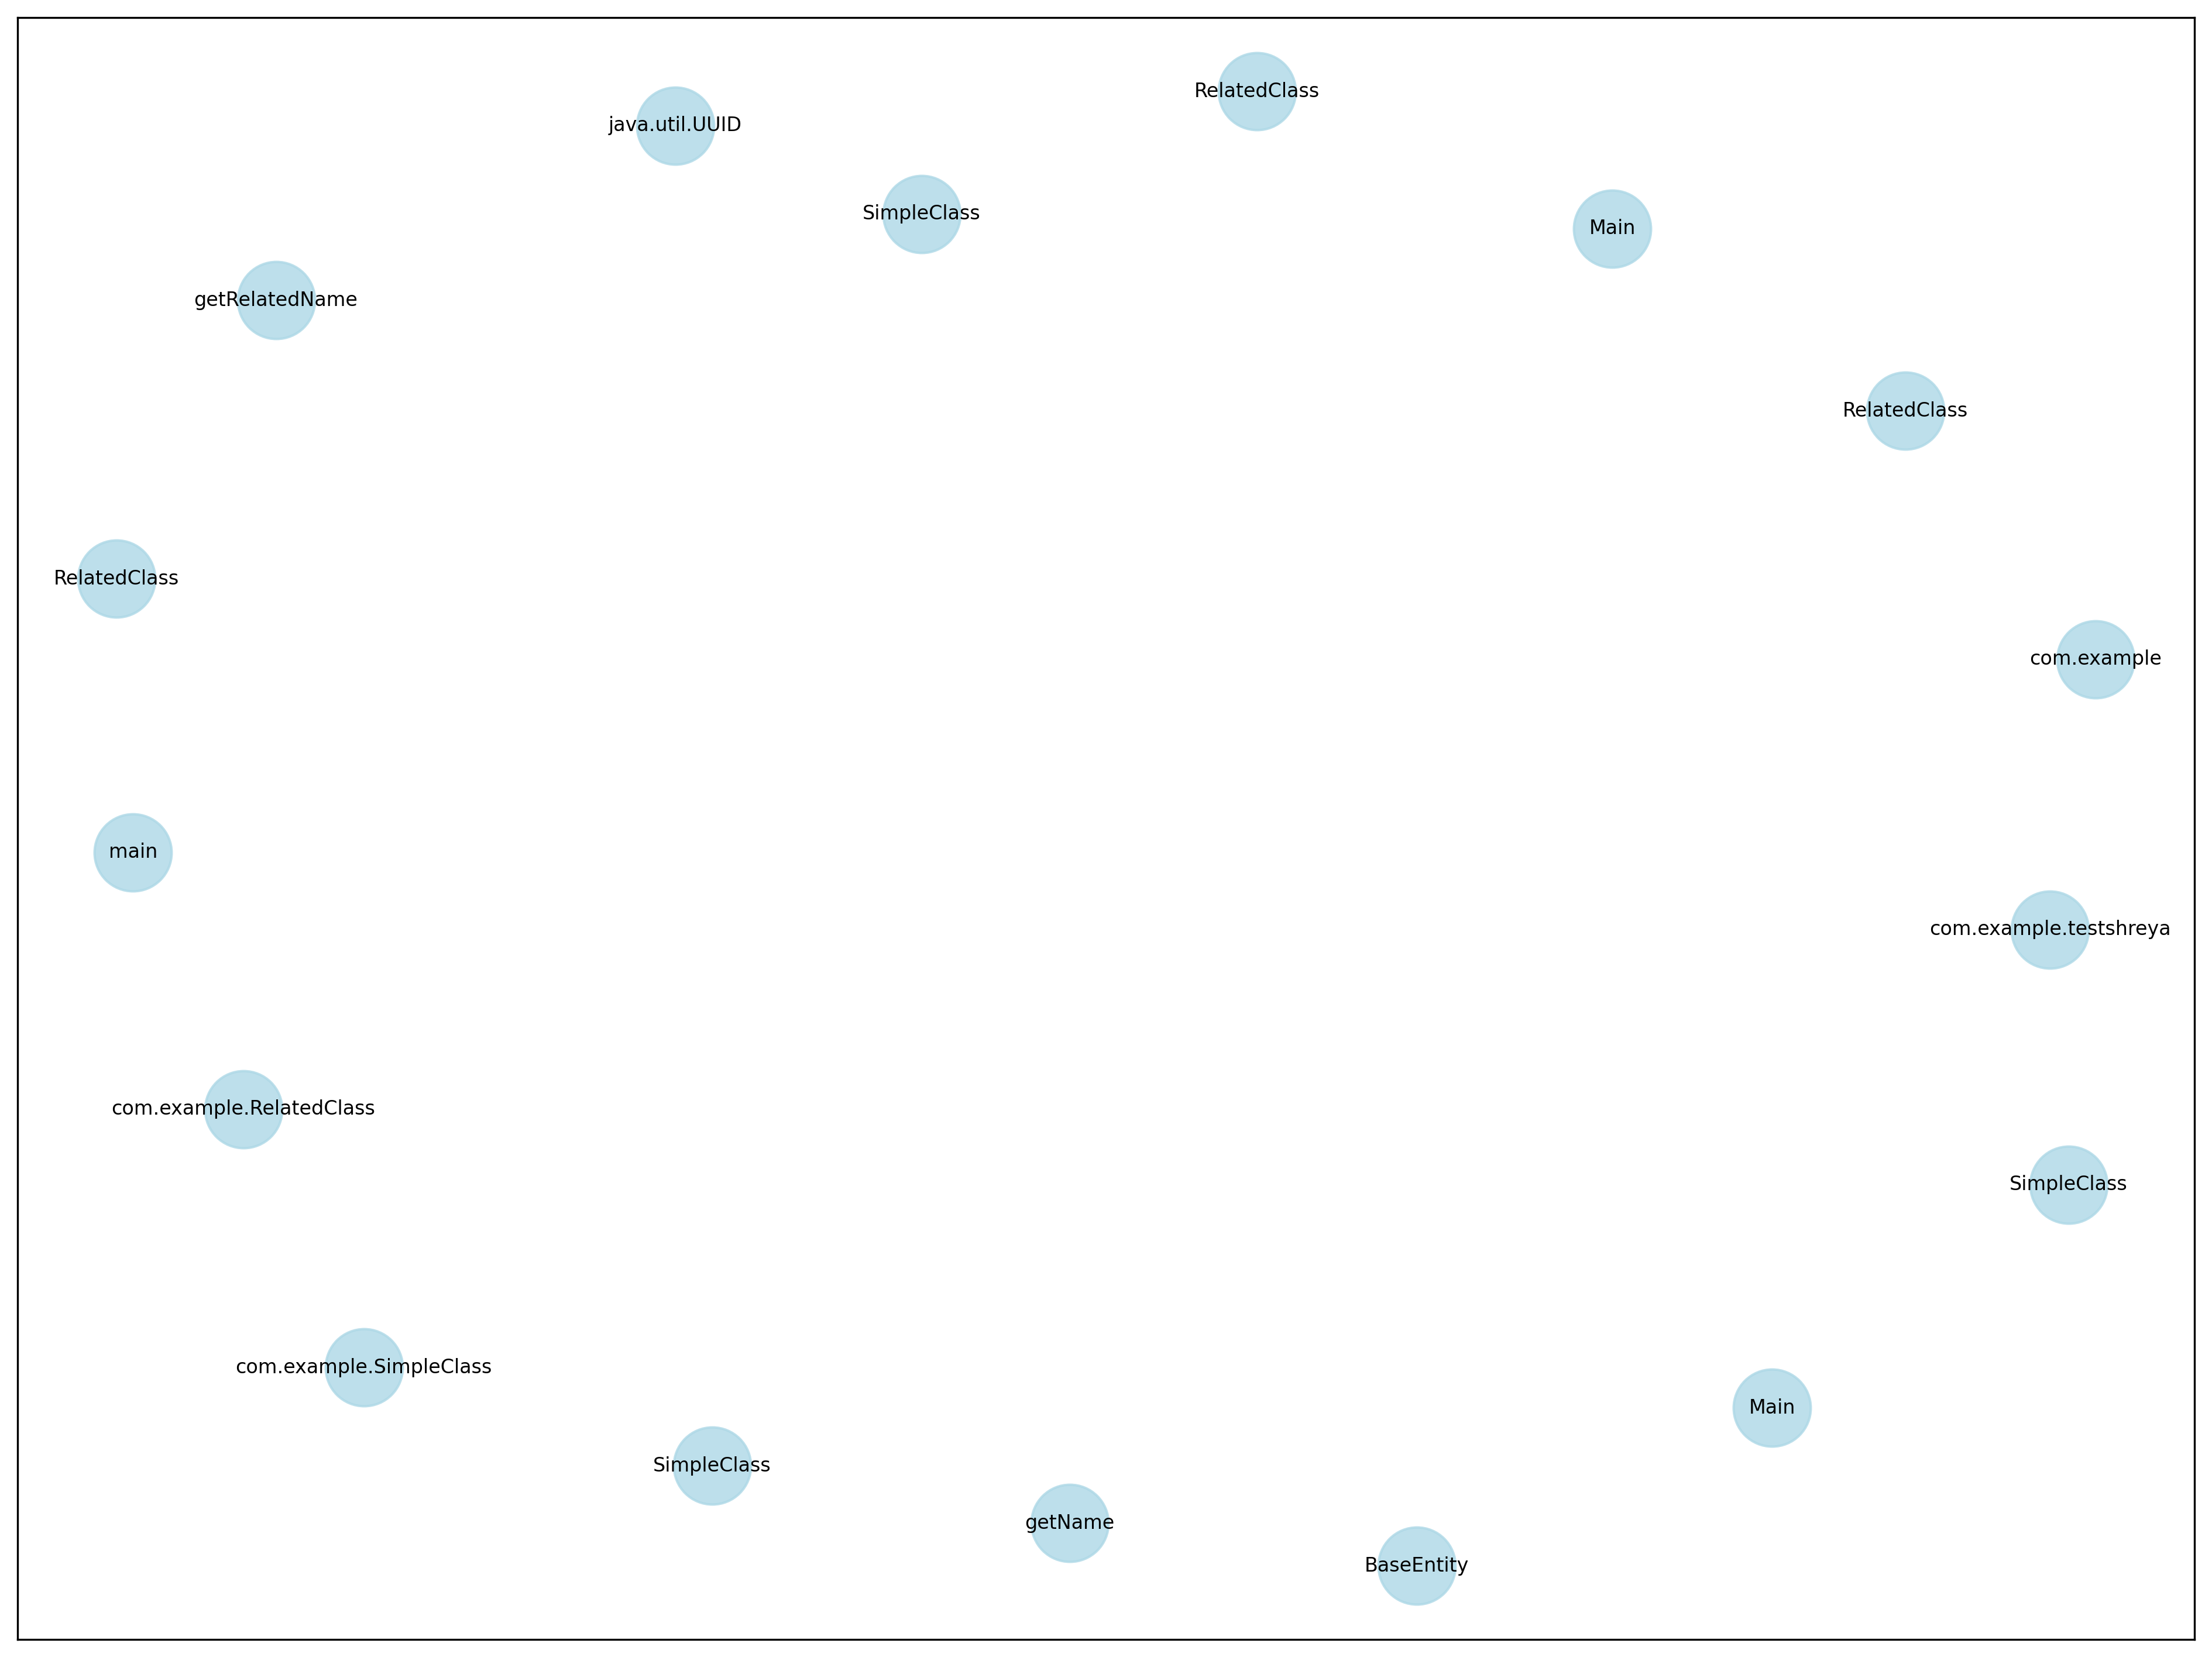 RelatedClass
java.util.UUID
SimpleClass
Main
getRelatedName
RelatedClass
RelatedClass
com.example
main
com.example.testshreya
com.example.RelatedClass
SimpleClass
com.example.SimpleClass
Main
SimpleClass
getName
BaseEntity